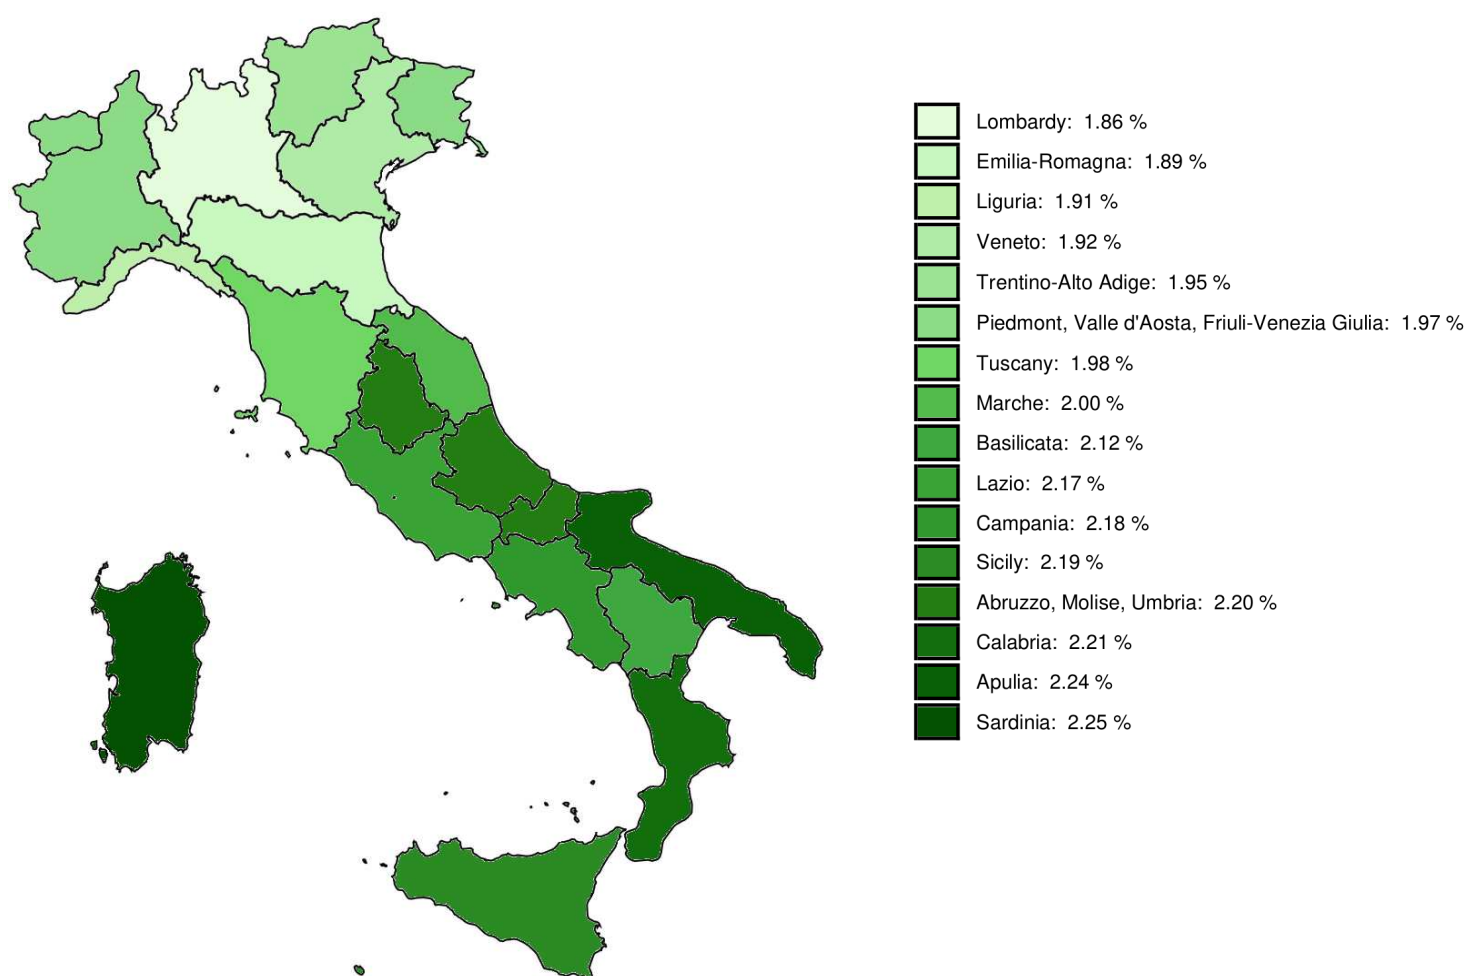 Lombardy: 1.86 %
Emilia-Romagna: 1.89 %
Liguria: 1.91 %
Veneto: 1.92 %
Trentino-Alto Adige: 1.95 %
Piedmont, Valle d'Aosta, Friuli-Venezia Giulia: 1.97 %
Tuscany: 1.98 %
Marche: 2.00 %
Basilicata: 2.12 %
Lazio: 2.17 %
Campania: 2.18 %
Sicily: 2.19 %
Abruzzo, Molise, Umbria: 2.20 %
Calabria: 2.21 %
Apulia: 2.24 %
Sardinia: 2.25 %